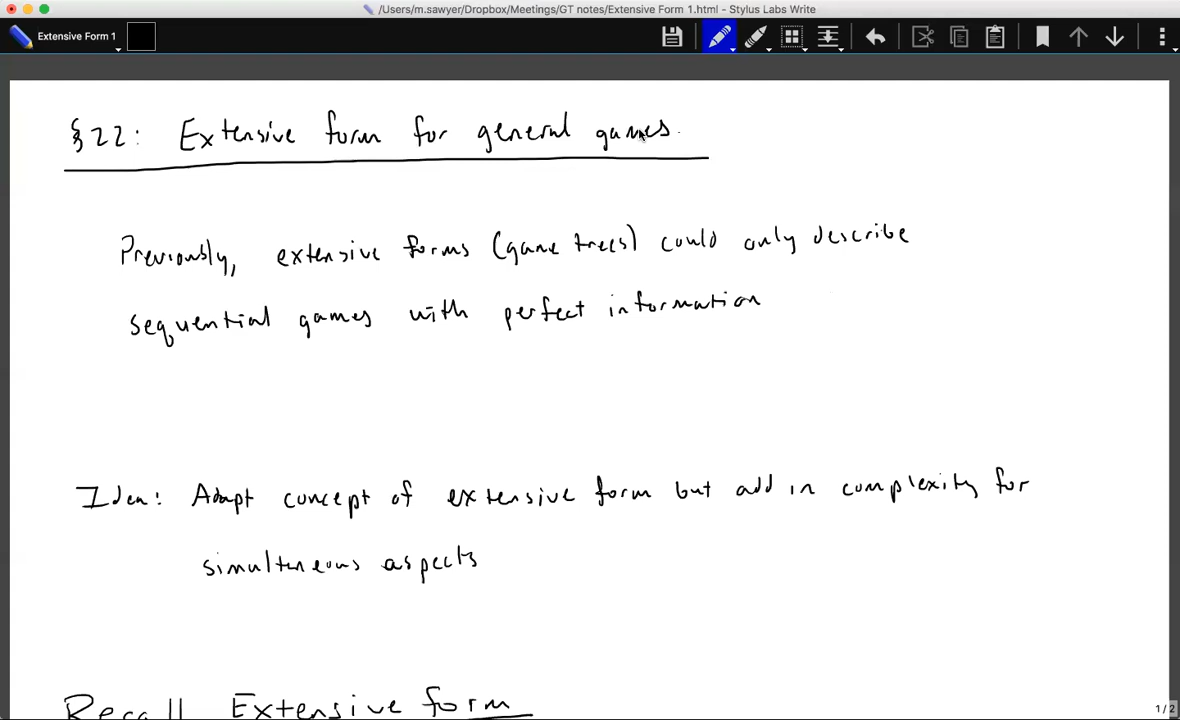 /Users/m.sawyer/Dropbox/Meetings/GT notes/Extensive Form 1.html - Stylus Labs Write
Extensive Form 1
§22: Extensive form for general games.
Previously, extensive forms (game trees) could only describe
sequential games with perfect information
Idea: Adapt concept of extensive form but add in complexity for
simultneous aspects
Recall Extensive form
1/2